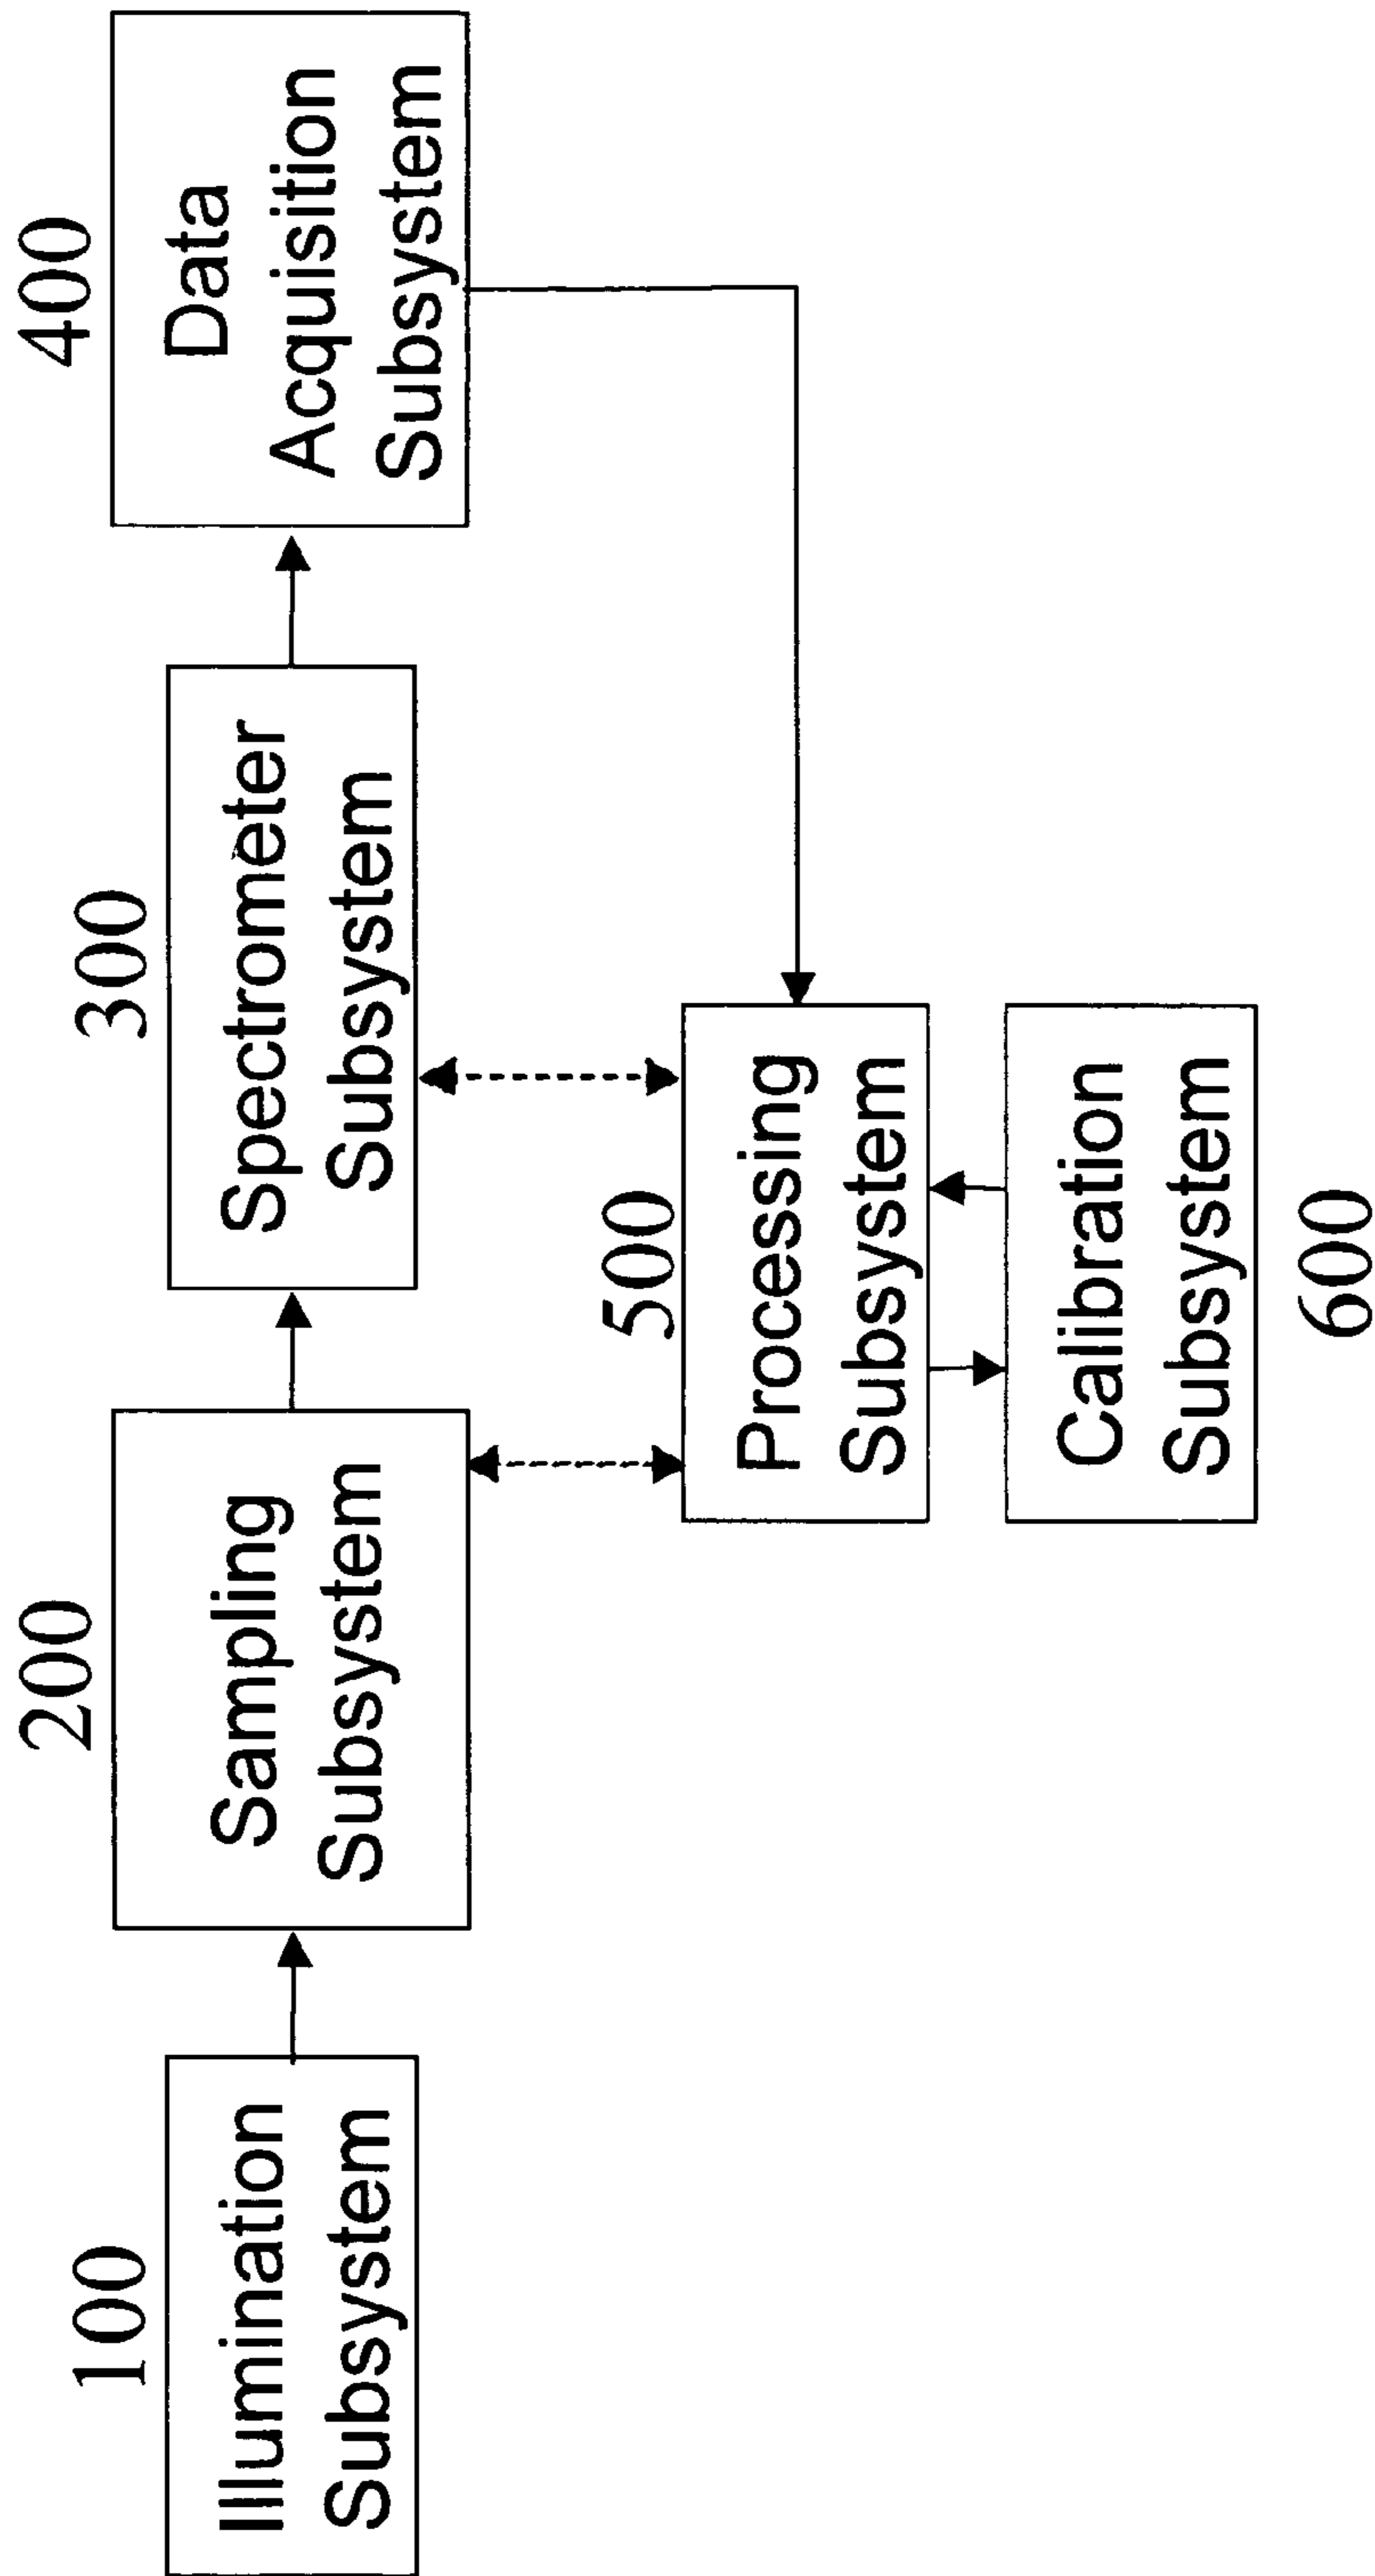 100
Illumination
Subsystem
200
Sampling
Subsystem
300
Spectrometer
Subsystem
400
Data
Acquisition
Subsystem
500
Processing
Subsystem
Calibration
Subsystem
600